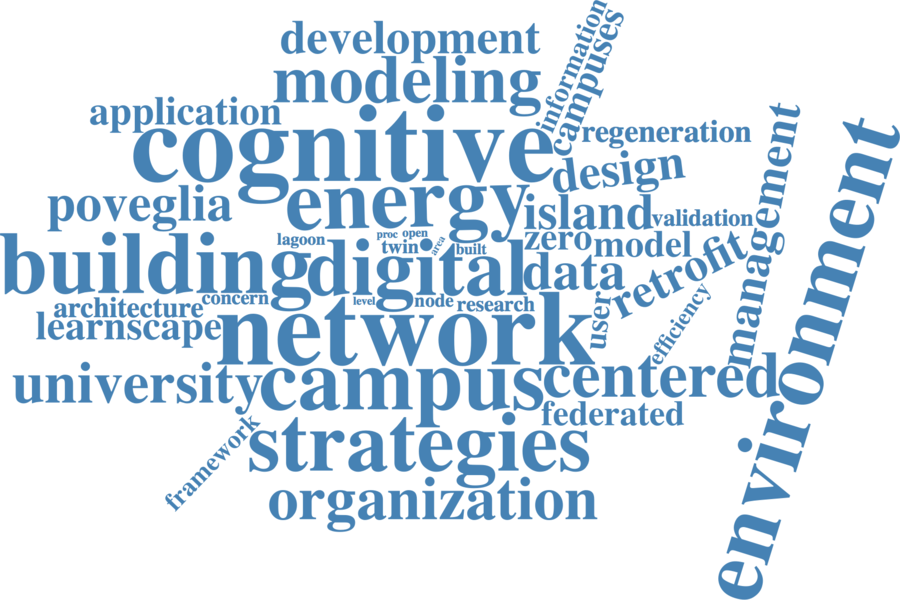 information
campuses
development
modeling
application
cognitive
regeneration
management
environment
design
energy
poveglia
island
validation
lagoon
proc
open
area
twin
built
zero
model
building
digital
data
retrofit
concern
level
node
research
architecture
learnscape
network
user
efficiency
university
campus
centered
federated
framework
strategies
organization